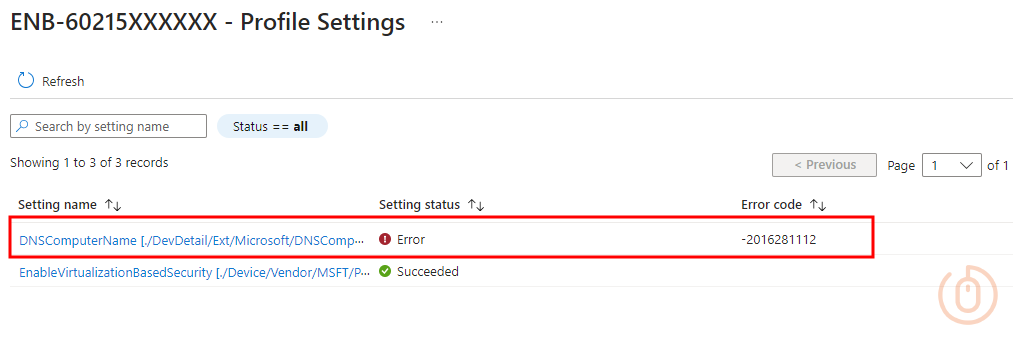 ENB-60215XXXXXX - Profile Settings ...
Refresh
Search by setting name Status == all
Showing 1 to 3 of 3 records < Previous Page 1 of 1
Setting name ↑↓ Setting status ↑↓ Error code ↑↓
DNSComputerName [./DevDetail/Ext/Microsoft/DNSComp... Error -2016281112
EnableVirtualizationBasedSecurity [./Device/Vendor/MSFT/P... Succeeded